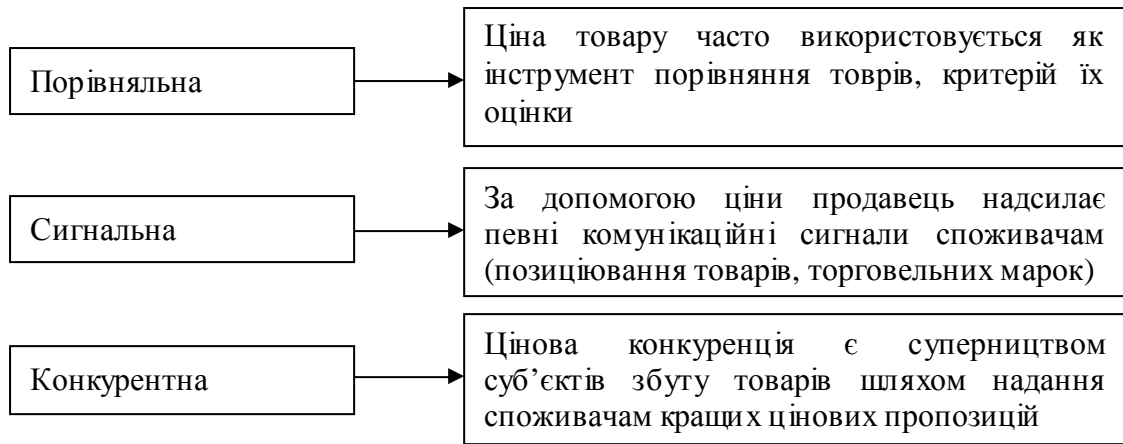 Порівняльна
Ціна товару часто використовується як
інструмент порівняння товрів, критерій їх
оцінки
Сигнальна
За допомогою ціни продавець надсилає
певні комунікаційні сигнали споживачам
(позиціювання товарів, торговельних марок)
Конкурентна
Цінова конкуренція є суперництвом
суб’єктів збуту товарів шляхом надання
споживачам кращих цінових пропозицій